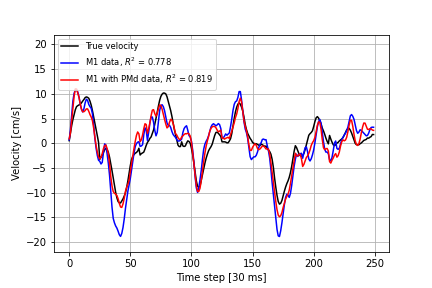 True velocity
M1 data, R² = 0.778
M1 with PMd data, R² = 0.819
Velocity [cm/s]
20
15
10
5
0
−5
−10
−15
−20
0 50 100 150 200 250
Time step [30 ms]